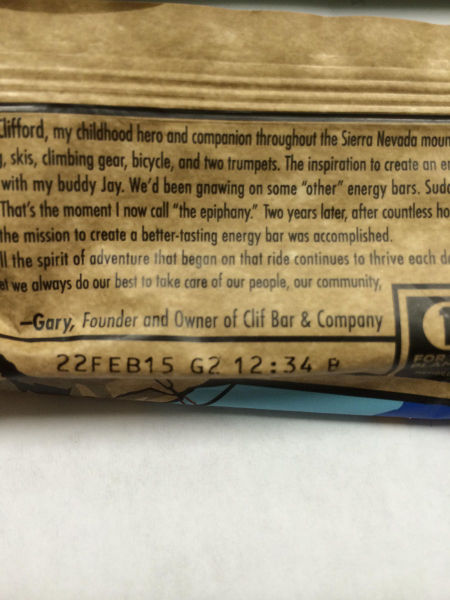 Clifford, my childhood hero and companion throughout the Sierra Nevada moun
, skis, climbing gear, bicycle, and two trumpets. The inspiration to create an en
with my buddy Jay. We'd been gnawing on some "other" energy bars. Sudd
That's the moment I now call "the epiphany." Two years later, after countless ho
the mission to create a better-tasting energy bar was accomplished.
ll the spirit of adventure that began on that ride continues to thrive each d
et we always do our best to take care of our people, our community,
—Gary, Founder and Owner of Clif Bar & Company
1
FOR
PLAN
22FEB15 G2 12:34 B